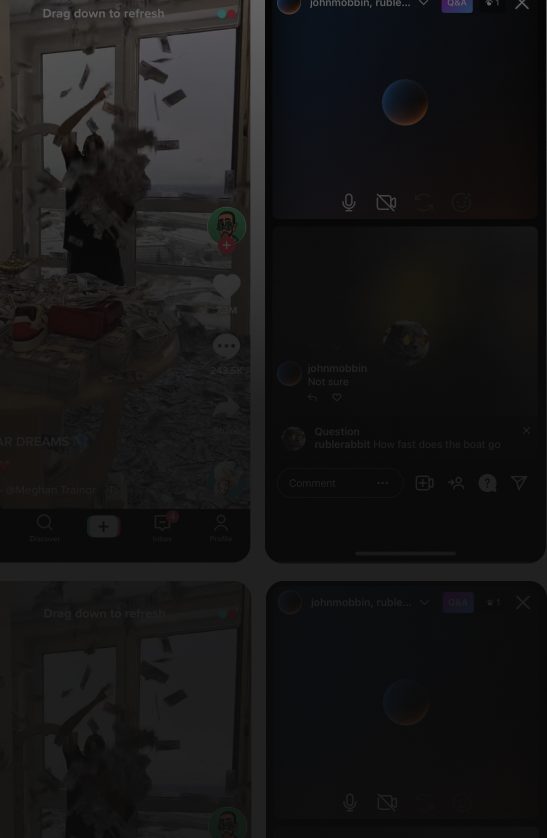 Drag down to refresh
242.5K
AR DREAMS
@Meghan Trainor
Discover
Inbox
Profile
johnmobbin, ruble...
Q&A
1
johnmobbin
Not sure
Question
rublerabbit How fast does the boat go
Comment
Drag down to refresh
johnmobbin, ruble...
Q&A
1